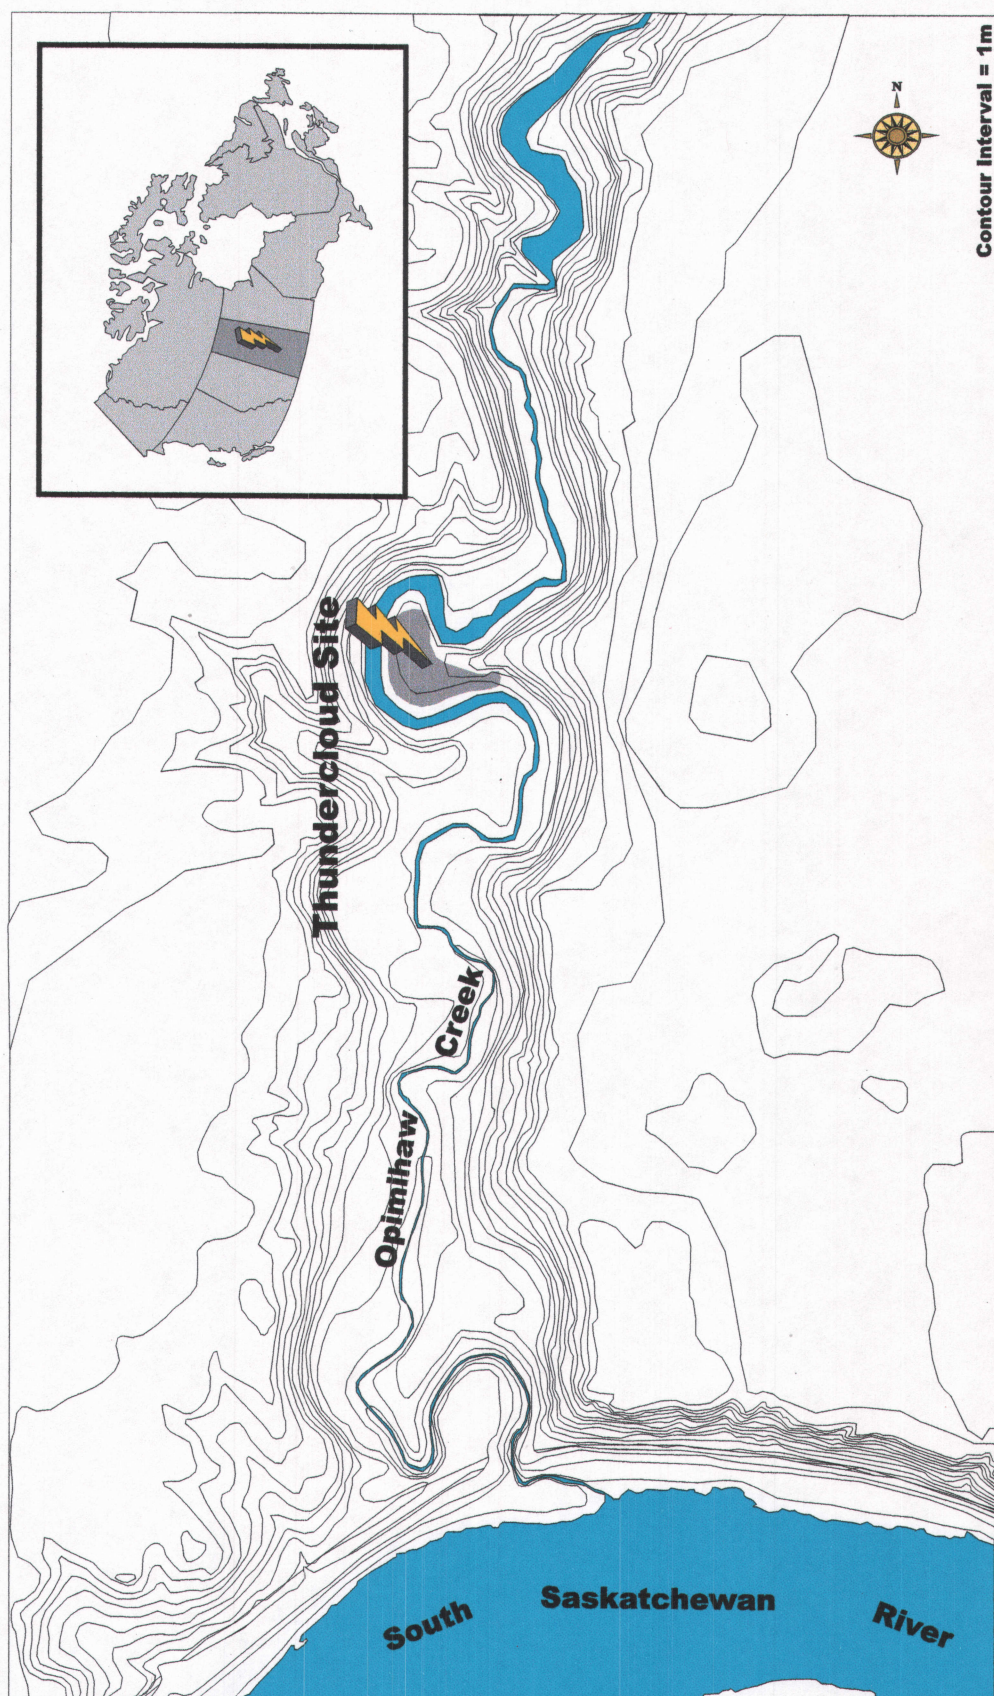 N
Contour Interval = 1m
Thundercloud Site
Opimihaw Creek
South Saskatchewan River